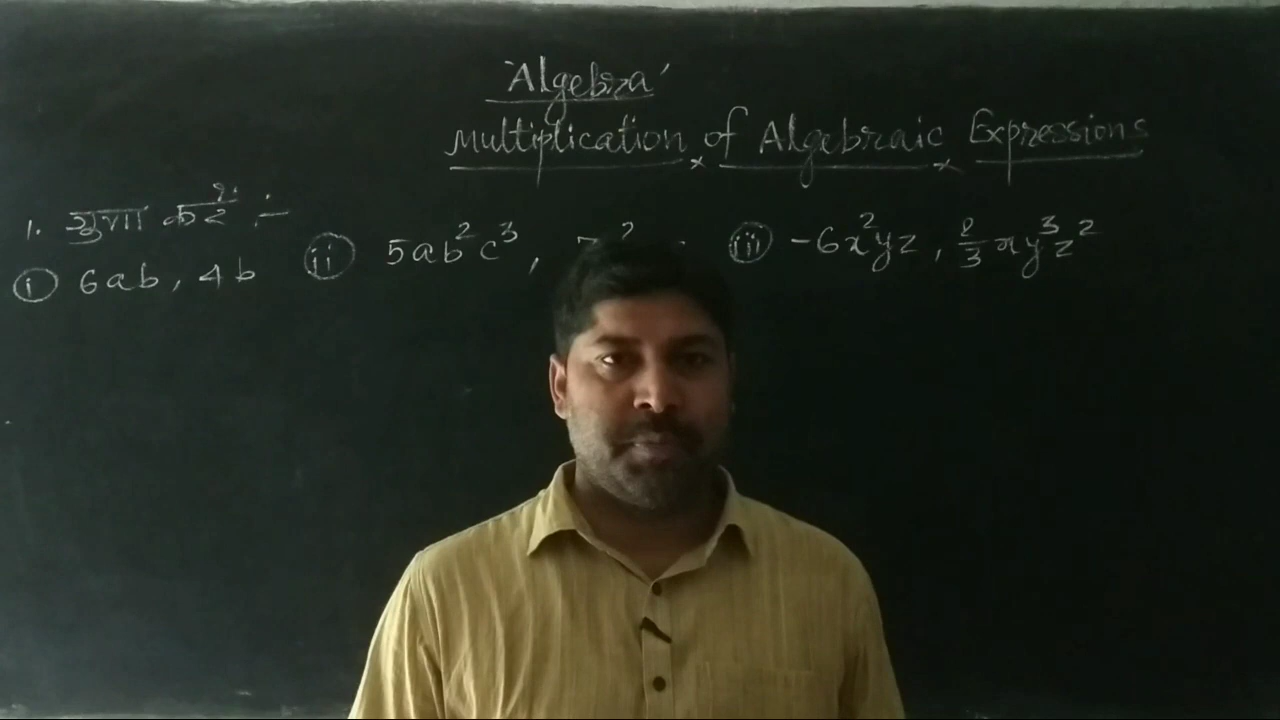 'Algebra'
Multiplication of Algebraic Expressions
1. गुणा करें :-
(i) 6ab, 4b (ii) 5ab²c³, (iii) -6x²yz, 2/3 xy³z²